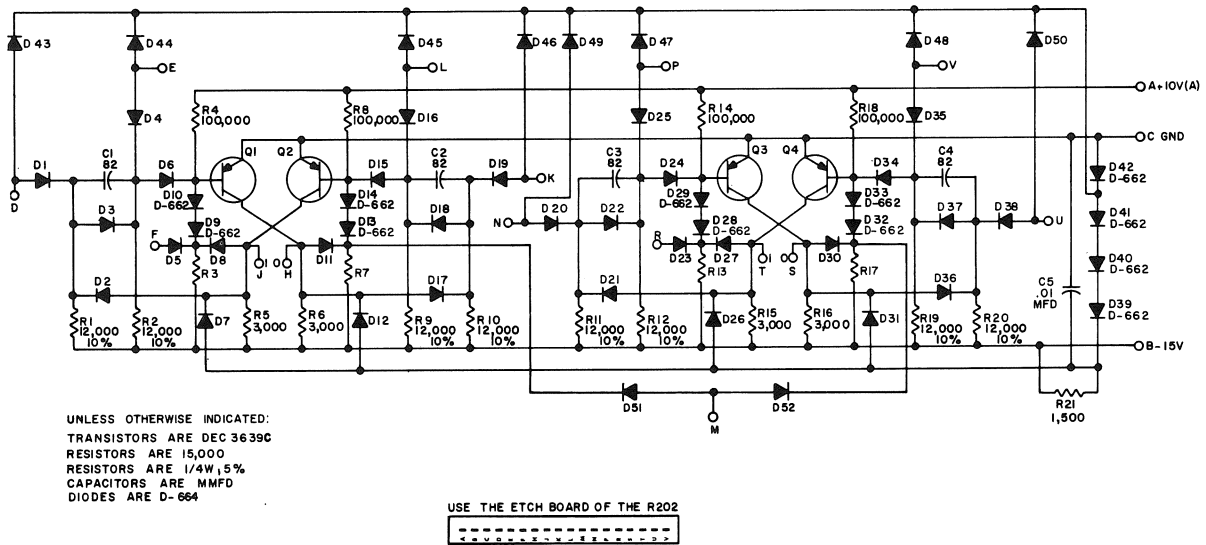 D43 D44 D45 D46 D49 D47 D48 D50
E L P V
A+10V(A)
D4 R4 100,000 R8 100,000 D16 D25 R14 100,000 R18 100,000 D35
C GND
D1 C1 82 D6 Q1 Q2 D15 C2 82 D19 C3 82 D24 Q3 Q4 D34 C4 82 D42 D-662
D K
D10 D-662 D14 D-662 D29 D-662 D33 D-662
D3 D9 D-662 D13 D-662 D18 N D20 D22 D28 D-662 D32 D-662 D37 D38 U D41 D-662
F D5 D8 J 1 0 H D11 R D23 D27 T 1 0 S D30
R3 R7 R13 R17 D40 D-662
D2 D17 D21 D36 C5 .01 MFD
R1 12,000 10% R2 12,000 10% D7 R5 3,000 R6 3,000 D12 R9 12,000 10% R10 12,000 10% R11 12,000 10% R12 12,000 10% D26 R15 3,000 R16 3,000 D31 R19 12,000 10% R20 12,000 10% D39 D-662
B-15V
D51 D52 R21 1,500
M
UNLESS OTHERWISE INDICATED:
TRANSISTORS ARE DEC 3639C
RESISTORS ARE 15,000
RESISTORS ARE 1/4W, 5%
CAPACITORS ARE MMFD
DIODES ARE D-664
USE THE ETCH BOARD OF THE R202